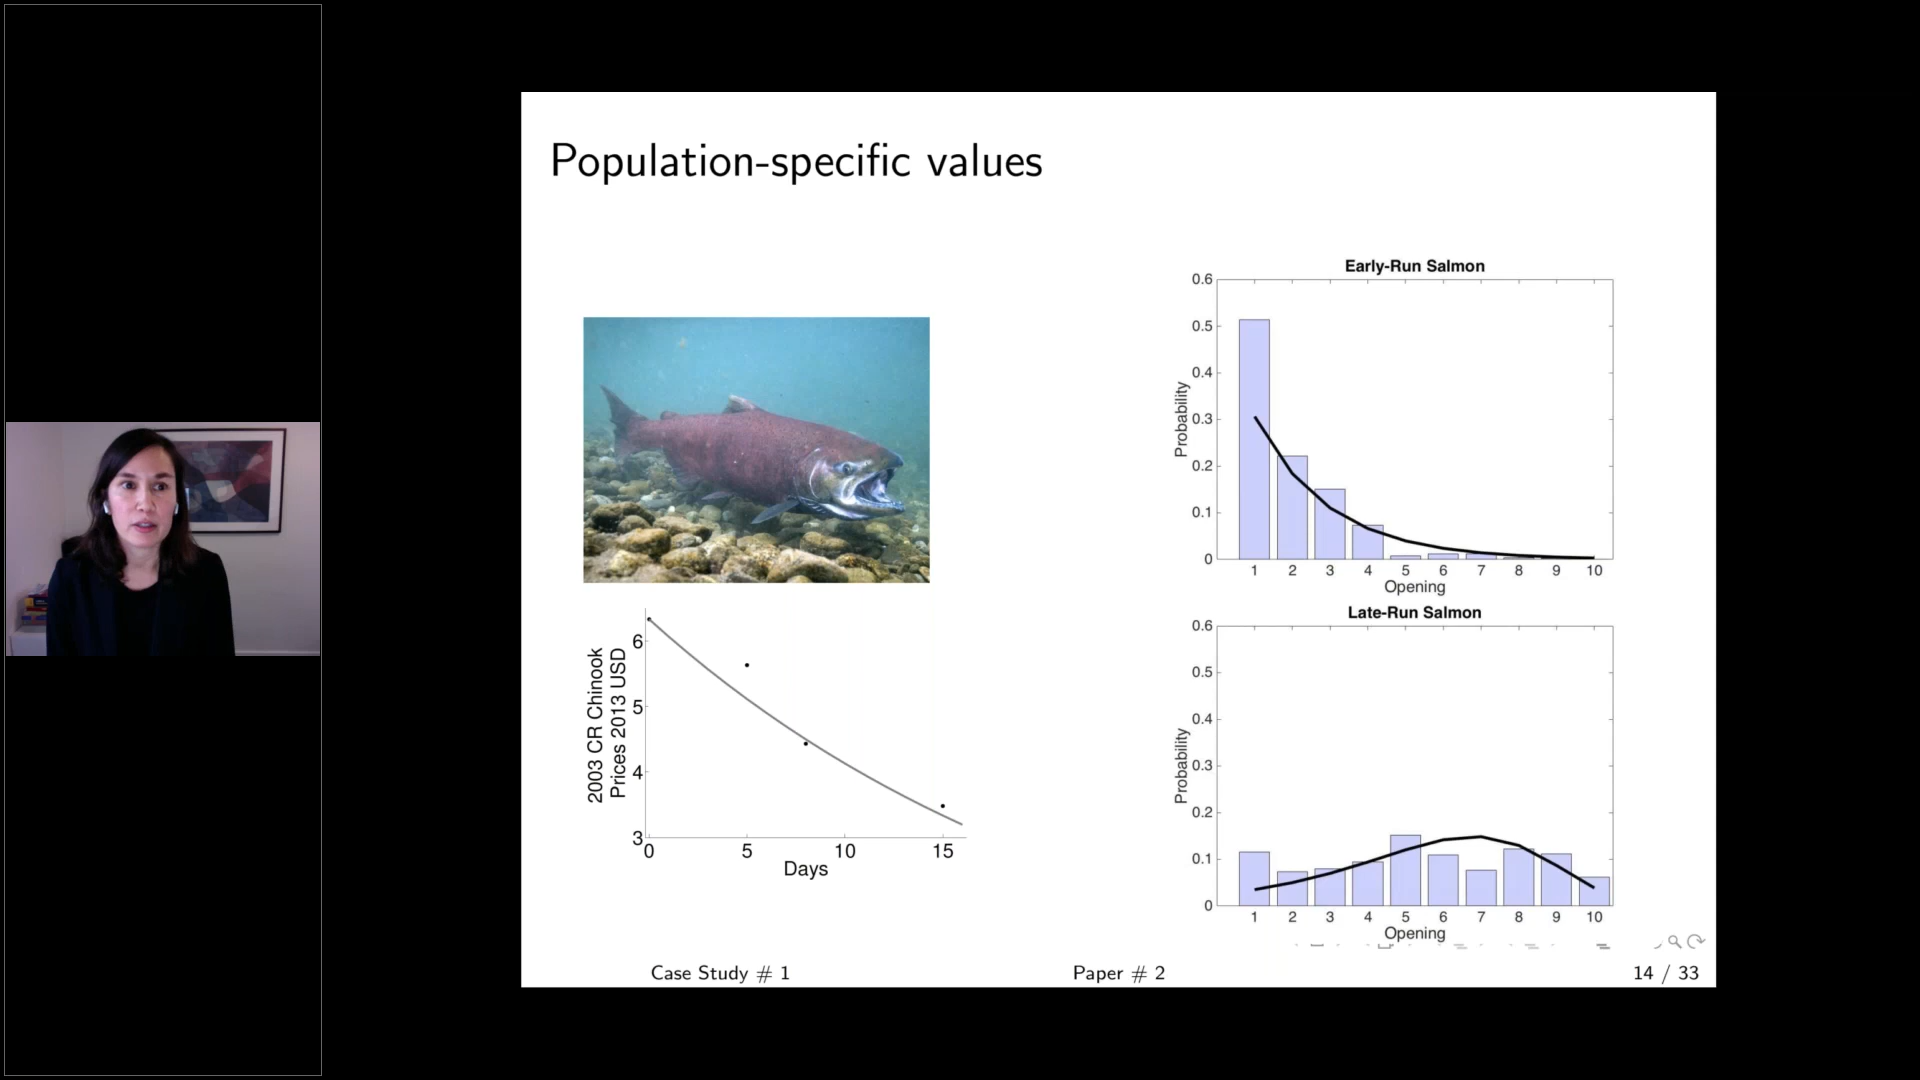 Population-specific values
2003 CR Chinook
Prices 2013 USD
6
5
4
3
0 5 10 15
Days
Early-Run Salmon
Probability
0.6
0.5
0.4
0.3
0.2
0.1
0
1 2 3 4 5 6 7 8 9 10
Opening
Late-Run Salmon
Probability
0.6
0.5
0.4
0.3
0.2
0.1
0
1 2 3 4 5 6 7 8 9 10
Opening
Case Study # 1
Paper # 2
14 / 33